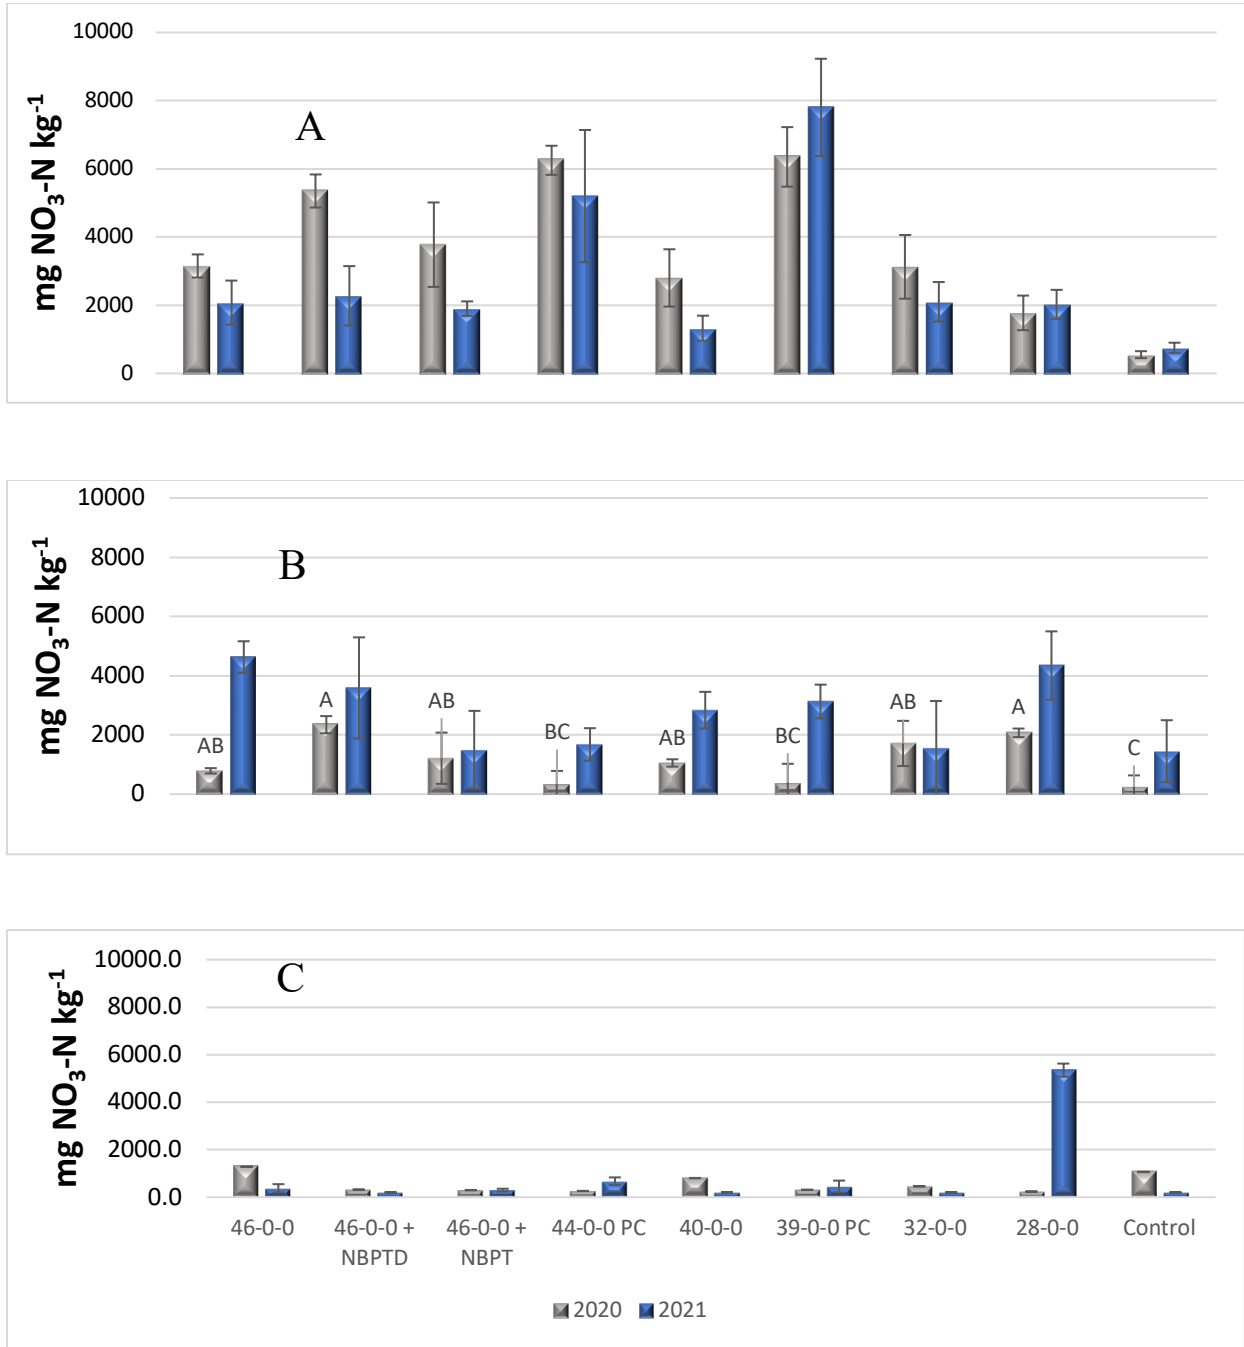 10000
8000
6000
4000
2000
0
mg NO₃-N kg⁻¹
A
10000
8000
6000
4000
2000
0
mg NO₃-N kg⁻¹
B
AB
A
AB
BC
AB
BC
AB
A
C
10000.0
8000.0
6000.0
4000.0
2000.0
0.0
mg NO₃-N kg⁻¹
C
46-0-0
46-0-0 +
NBPTD
46-0-0 +
NBPT
44-0-0 PC
40-0-0
39-0-0 PC
32-0-0
28-0-0
Control
2020 2021